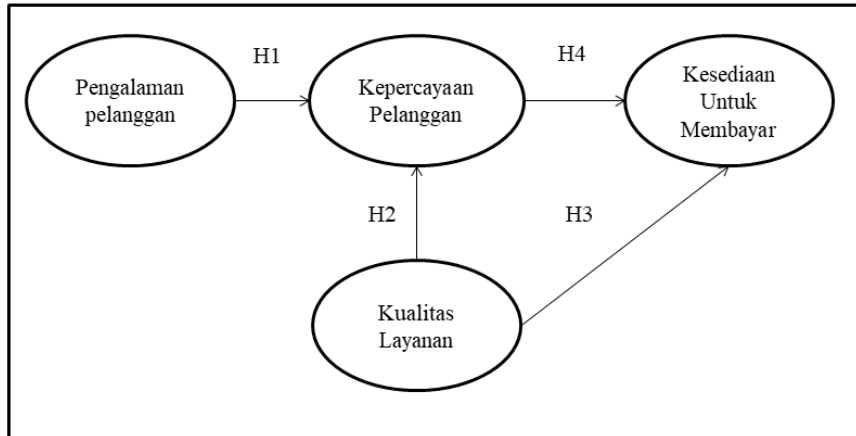 H1
H4
Pengalaman
pelanggan
Kepercayaan
Pelanggan
Kesediaan
Untuk
Membayar
H2
H3
Kualitas
Layanan